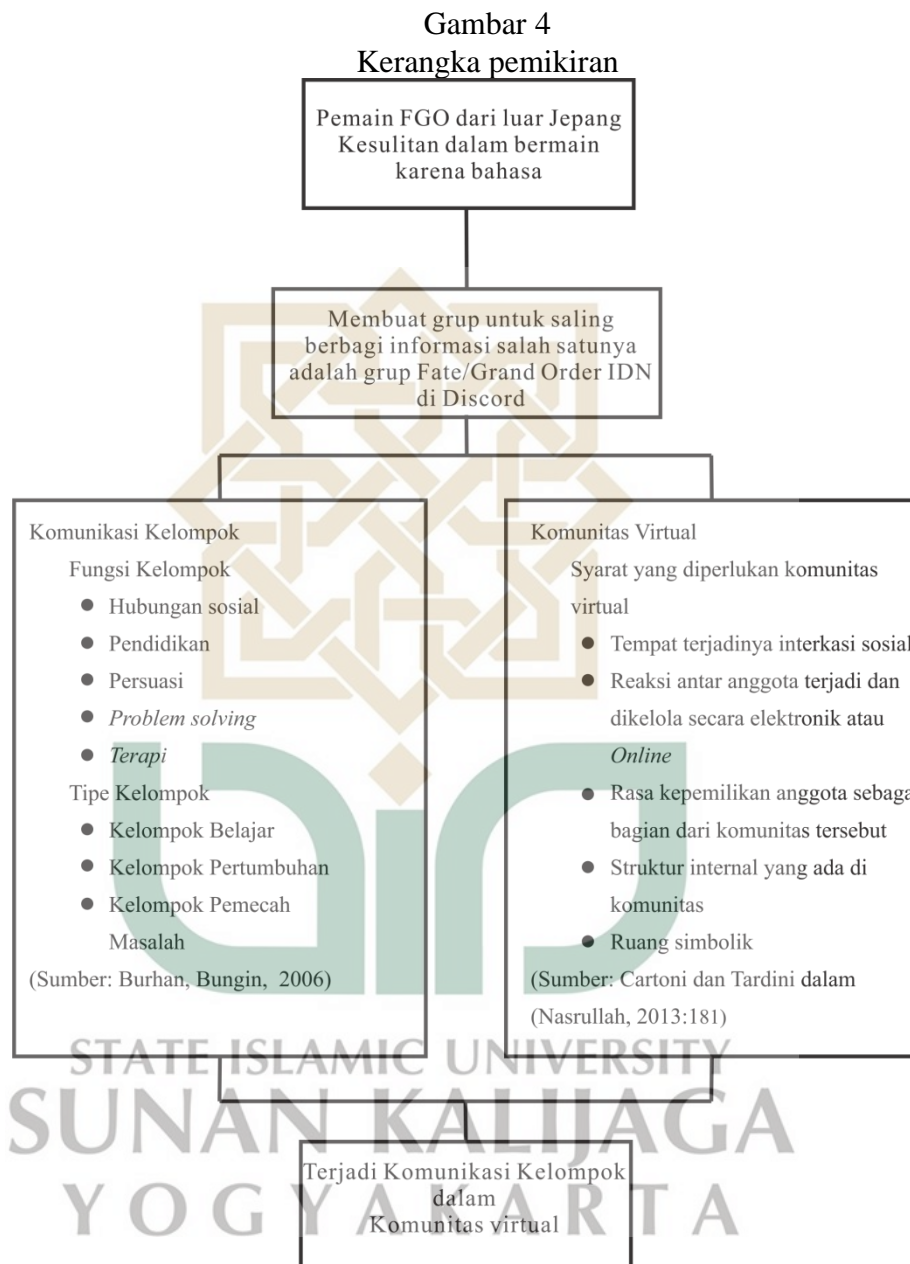 Gambar 4
Kerangka pemikiran
Pemain FGO dari luar Jepang
Kesulitan dalam bermain
karena bahasa
Membuat grup untuk saling
berbagi informasi salah satunya
adalah grup Fate/Grand Order IDN
di Discord
Komunikasi Kelompok
Fungsi Kelompok
● Hubungan sosial
● Pendidikan
● Persuasi
● Problem solving
● Terapi
Tipe Kelompok
● Kelompok Belajar
● Kelompok Pertumbuhan
● Kelompok Pemecah
Masalah
(Sumber: Burhan, Bungin, 2006)
Komunitas Virtual
Syarat yang diperlukan komunitas
virtual
● Tempat terjadinya interkasi sosial
● Reaksi antar anggota terjadi dan
dikelola secara elektronik atau
Online
● Rasa kepemilikan anggota sebaga
bagian dari komunitas tersebut
● Struktur internal yang ada di
komunitas
● Ruang simbolik
(Sumber: Cartoni dan Tardini dalam
(Nasrullah, 2013:181)
Terjadi Komunikasi Kelompok
dalam
Komunitas virtual
STATE ISLAMIC UNIVERSITY
SUNAN KALIJAGA
YOGYAKARTA